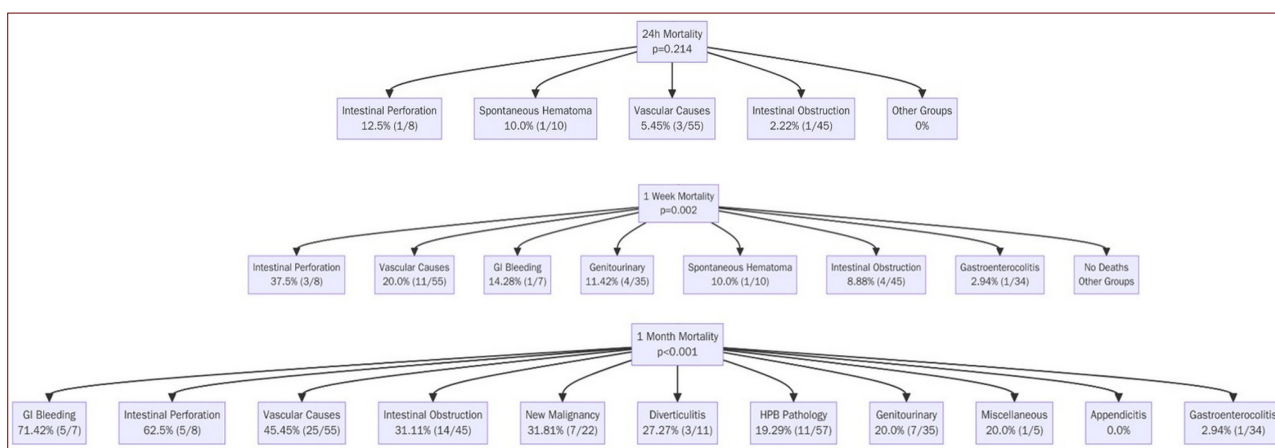 24h Mortality
p=0.214
Intestinal Perforation
12.5% (1/8)
Spontaneous Hematoma
10.0% (1/10)
Vascular Causes
5.45% (3/55)
Intestinal Obstruction
2.22% (1/45)
Other Groups
0%
1 Week Mortality
p=0.002
Intestinal Perforation
37.5% (3/8)
Vascular Causes
20.0% (11/55)
GI Bleeding
14.28% (1/7)
Genitourinary
11.42% (4/35)
Spontaneous Hematoma
10.0% (1/10)
Intestinal Obstruction
8.88% (4/45)
Gastroenterocolitis
2.94% (1/34)
No Deaths
Other Groups
1 Month Mortality
p<0.001
GI Bleeding
71.42% (5/7)
Intestinal Perforation
62.5% (5/8)
Vascular Causes
45.45% (25/55)
Intestinal Obstruction
31.11% (14/45)
New Malignancy
31.81% (7/22)
Diverticulitis
27.27% (3/11)
HPB Pathology
19.29% (11/57)
Genitourinary
20.0% (7/35)
Miscellaneous
20.0% (1/5)
Appendicitis
0.0%
Gastroenterocolitis
2.94% (1/34)